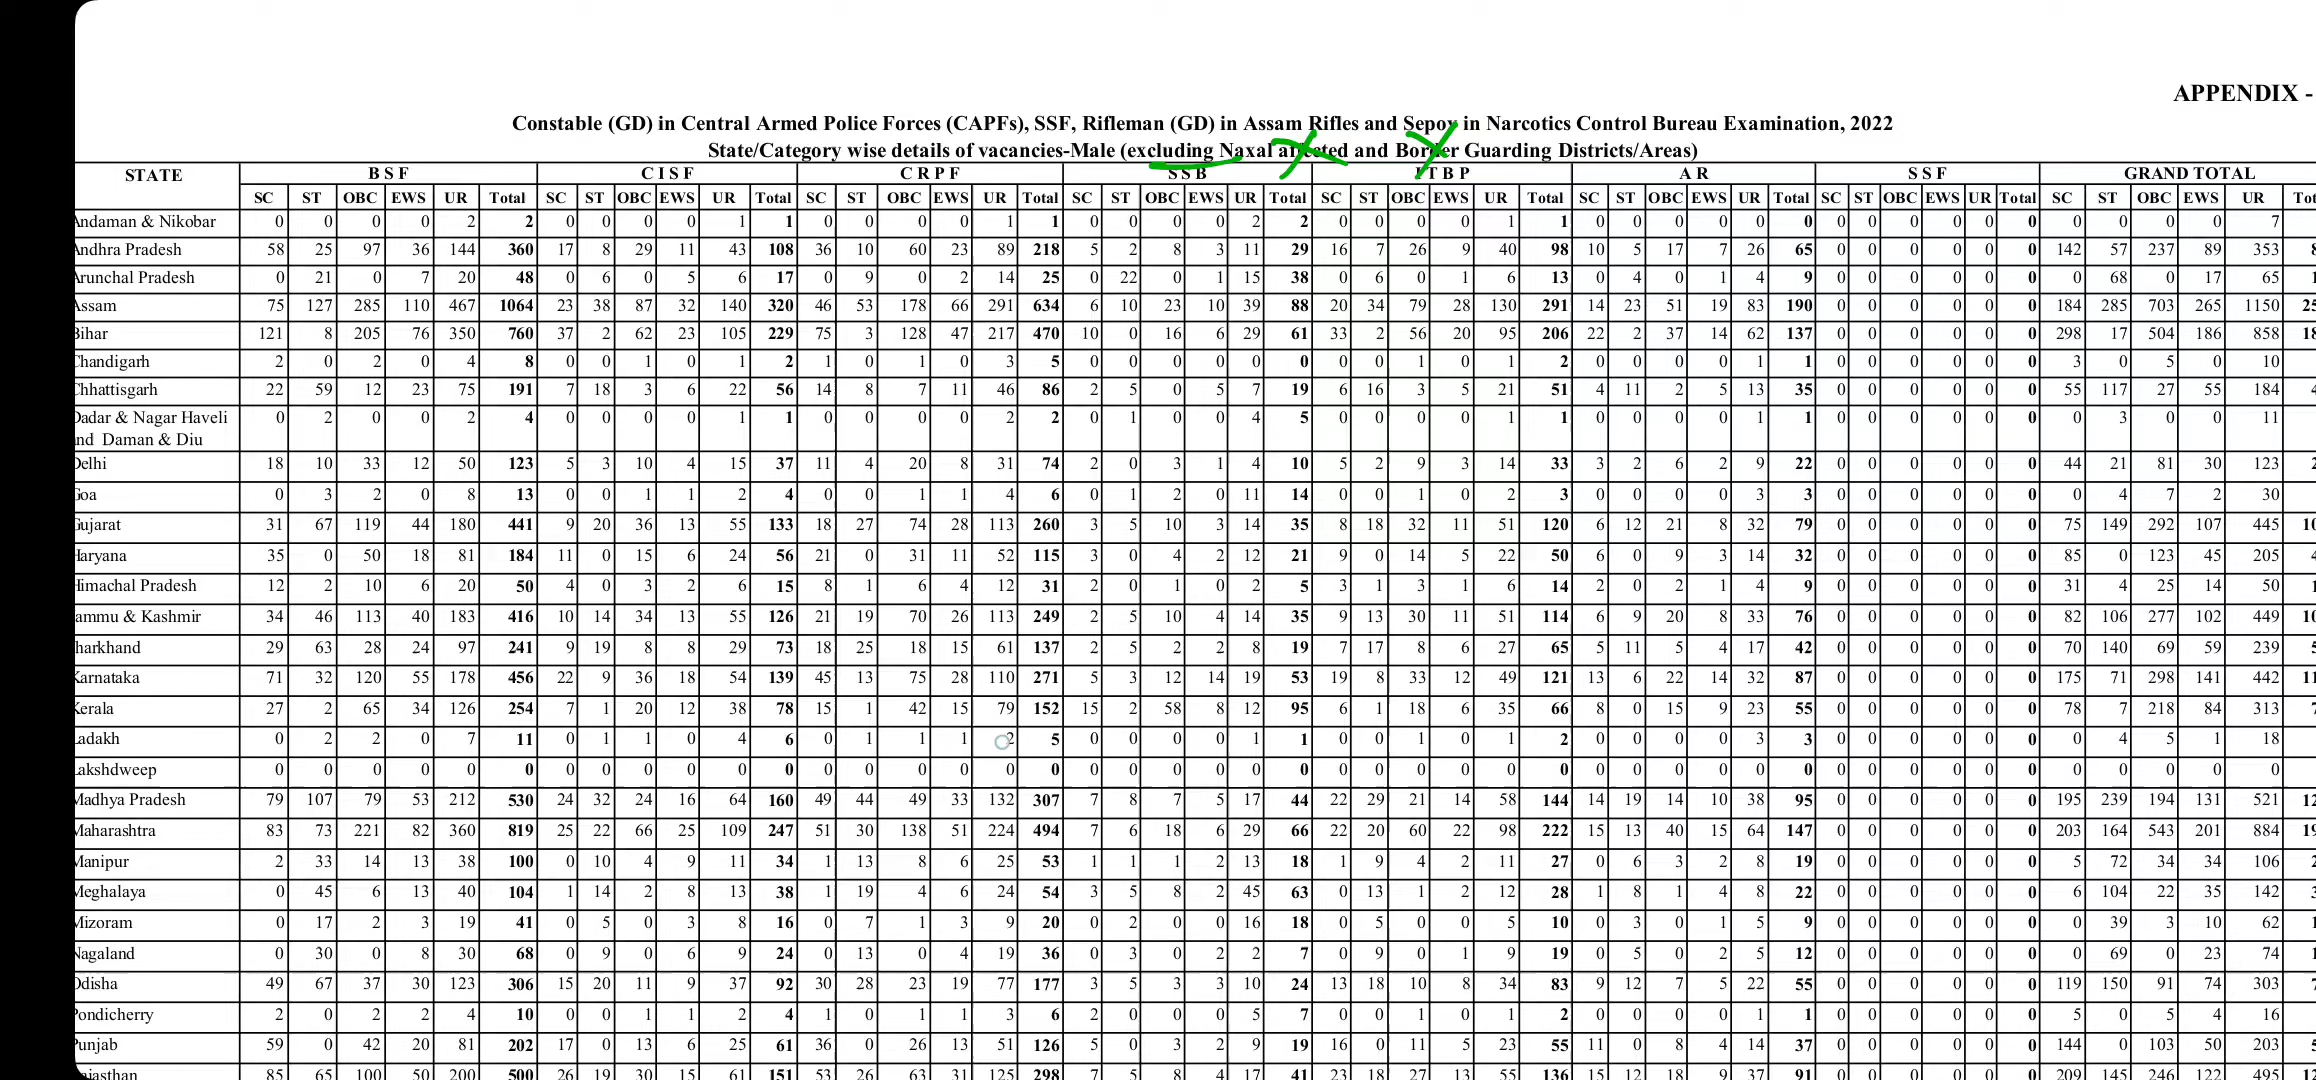 APPENDIX -
Constable (GD) in Central Armed Police Forces (CAPFs), SSF, Rifleman (GD) in Assam Rifles and Sepoy in Narcotics Control Bureau Examination, 2022
State/Category wise details of vacancies-Male (excluding Naxal affected and Border Guarding Districts/Areas)
STATE BSF CISF CRPF SSB ITBP AR SSF GRAND TOTAL
SC ST OBC EWS UR Total SC ST OBC EWS UR Total SC ST OBC EWS UR Total SC ST OBC EWS UR Total SC ST OBC EWS UR Total SC ST OBC EWS UR Total SC ST OBC EWS UR Total SC ST OBC EWS UR Tot
Andaman & Nikobar 0 0 0 0 2 2 0 0 0 0 1 1 0 0 0 0 1 1 0 0 0 0 2 2 0 0 0 0 1 1 0 0 0 0 0 0 0 0 0 0 0 0 0 0 0 0 7
Andhra Pradesh 58 25 97 36 144 360 17 8 29 11 43 108 36 10 60 23 89 218 5 2 8 3 11 29 16 7 26 9 40 98 10 5 17 7 26 65 0 0 0 0 0 0 142 57 237 89 353 8
Arunchal Pradesh 0 21 0 7 20 48 0 6 0 5 6 17 0 9 0 2 14 25 0 22 0 1 15 38 0 6 0 1 6 13 0 4 0 1 4 9 0 0 0 0 0 0 0 68 0 17 65 1
Assam 75 127 285 110 467 1064 23 38 87 32 140 320 46 53 178 66 291 634 6 10 23 10 39 88 20 34 79 28 130 291 14 23 51 19 83 190 0 0 0 0 0 0 184 285 703 265 1150 25
Bihar 121 8 205 76 350 760 37 2 62 23 105 229 75 3 128 47 217 470 10 0 16 6 29 61 33 2 56 20 95 206 22 2 37 14 62 137 0 0 0 0 0 0 298 17 504 186 858 18
Chandigarh 2 0 2 0 4 8 0 0 1 0 1 2 1 0 1 0 3 5 0 0 0 0 0 0 0 0 1 0 1 2 0 0 0 0 1 1 0 0 0 0 0 0 3 0 5 0 10
Chhattisgarh 22 59 12 23 75 191 7 18 3 6 22 56 14 8 7 11 46 86 2 5 0 5 7 19 6 16 3 5 21 51 4 11 2 5 13 35 0 0 0 0 0 0 55 117 27 55 184 4
Dadar & Nagar Haveli 0 2 0 0 2 4 0 0 0 0 1 1 0 0 0 0 2 2 0 1 0 0 4 5 0 0 0 0 1 1 0 0 0 0 1 1 0 0 0 0 0 0 0 3 0 0 11
nd Daman & Diu
Delhi 18 10 33 12 50 123 5 3 10 4 15 37 11 4 20 8 31 74 2 0 3 1 4 10 5 2 9 3 14 33 3 2 6 2 9 22 0 0 0 0 0 0 44 21 81 30 123 2
Goa 0 3 2 0 8 13 0 0 1 1 2 4 0 0 1 1 4 6 0 1 2 0 11 14 0 0 1 0 2 3 0 0 0 0 3 3 0 0 0 0 0 0 0 4 7 2 30
Gujarat 31 67 119 44 180 441 9 20 36 13 55 133 18 27 74 28 113 260 3 5 10 3 14 35 8 18 32 11 51 120 6 12 21 8 32 79 0 0 0 0 0 0 75 149 292 107 445 10
Haryana 35 0 50 18 81 184 11 0 15 6 24 56 21 0 31 11 52 115 3 0 4 2 12 21 9 0 14 5 22 50 6 0 9 3 14 32 0 0 0 0 0 0 85 0 123 45 205 4
Himachal Pradesh 12 2 10 6 20 50 4 0 3 2 6 15 8 1 6 4 12 31 2 0 1 0 2 5 3 1 3 1 6 14 2 0 2 1 4 9 0 0 0 0 0 0 31 4 25 14 50 1
ammu & Kashmir 34 46 113 40 183 416 10 14 34 13 55 126 21 19 70 26 113 249 2 5 10 4 14 35 9 13 30 11 51 114 6 9 20 8 33 76 0 0 0 0 0 0 82 106 277 102 449 10
harkhand 29 63 28 24 97 241 9 19 8 8 29 73 18 25 18 15 61 137 2 5 2 2 8 19 7 17 8 6 27 65 5 11 5 4 17 42 0 0 0 0 0 0 70 140 69 59 239 5
Karnataka 71 32 120 55 178 456 22 9 36 18 54 139 45 13 75 28 110 271 5 3 12 14 19 53 19 8 33 12 49 121 13 6 22 14 32 87 0 0 0 0 0 0 175 71 298 141 442 11
Kerala 27 2 65 34 126 254 7 1 20 12 38 78 15 1 42 15 79 152 15 2 58 8 12 95 6 1 18 6 35 66 8 0 15 9 23 55 0 0 0 0 0 0 78 7 218 84 313 7
Ladakh 0 2 2 0 7 11 0 1 1 0 4 6 0 1 1 1 2 5 0 0 0 0 1 1 0 0 1 0 1 2 0 0 0 0 3 3 0 0 0 0 0 0 0 4 5 1 18
Lakshdweep 0 0 0 0 0 0 0 0 0 0 0 0 0 0 0 0 0 0 0 0 0 0 0 0 0 0 0 0 0 0 0 0 0 0 0 0 0 0 0 0 0 0 0 0 0 0 0
Madhya Pradesh 79 107 79 53 212 530 24 32 24 16 64 160 49 44 49 33 132 307 7 8 7 5 17 44 22 29 21 14 58 144 14 19 14 10 38 95 0 0 0 0 0 0 195 239 194 131 521 12
Maharashtra 83 73 221 82 360 819 25 22 66 25 109 247 51 30 138 51 224 494 7 6 18 6 29 66 22 20 60 22 98 222 15 13 40 15 64 147 0 0 0 0 0 0 203 164 543 201 884 19
Manipur 2 33 14 13 38 100 0 10 4 9 11 34 1 13 8 6 25 53 1 1 1 2 13 18 1 9 4 2 11 27 0 6 3 2 8 19 0 0 0 0 0 0 5 72 34 34 106 2
Meghalaya 0 45 6 13 40 104 1 14 2 8 13 38 1 19 4 6 24 54 3 5 8 2 45 63 0 13 1 2 12 28 1 8 1 4 8 22 0 0 0 0 0 0 6 104 22 35 142 3
Mizoram 0 17 2 3 19 41 0 5 0 3 8 16 0 7 1 3 9 20 0 2 0 0 16 18 0 5 0 0 5 10 0 3 0 1 5 9 0 0 0 0 0 0 0 39 3 10 62 1
Nagaland 0 30 0 8 30 68 0 9 0 6 9 24 0 13 0 4 19 36 0 3 0 2 2 7 0 9 0 1 9 19 0 5 0 2 5 12 0 0 0 0 0 0 0 69 0 23 74 1
Odisha 49 67 37 30 123 306 15 20 11 9 37 92 30 28 23 19 77 177 3 5 3 3 10 24 13 18 10 8 34 83 9 12 7 5 22 55 0 0 0 0 0 0 119 150 91 74 303 7
Pondicherry 2 0 2 2 4 10 0 0 1 1 2 4 1 0 1 1 3 6 2 0 0 0 5 7 0 0 1 0 1 2 0 0 0 0 1 1 0 0 0 0 0 0 5 0 5 4 16
Punjab 59 0 42 20 81 202 17 0 13 6 25 61 36 0 26 13 51 126 5 0 3 2 9 19 16 0 11 5 23 55 11 0 8 4 14 37 0 0 0 0 0 0 144 0 103 50 203 5
ajasthan 85 65 100 50 200 500 26 19 30 15 61 151 53 26 63 31 125 298 7 5 8 4 17 41 23 18 27 13 55 136 15 12 18 9 37 91 0 0 0 0 0 0 209 145 246 122 495 12